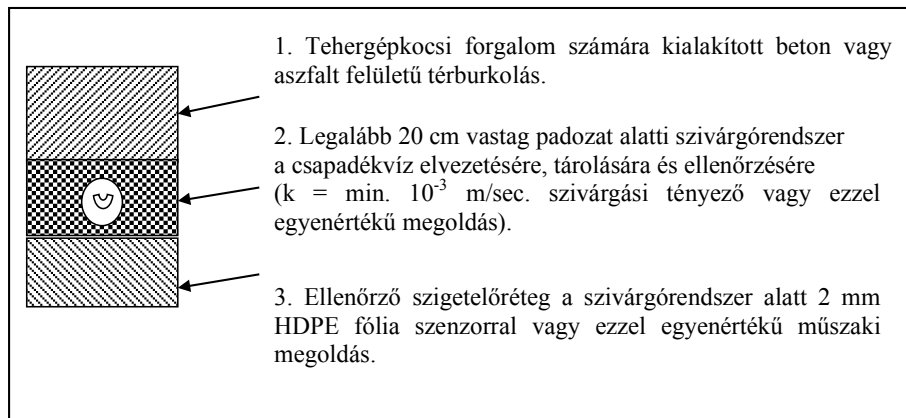 1. Tehergépkocsi forgalom számára kialakított beton vagy
aszfalt felületű térburkolás.
2. Legalább 20 cm vastag padozat alatti szivárgórendszer
a csapadékvíz elvezetésére, tárolására és ellenőrzésére
(k = min. 10⁻³ m/sec. szivárgási tényező vagy ezzel
egyenértékű megoldás).
3. Ellenőrző szigetelőréteg a szivárgórendszer alatt 2 mm
HDPE fólia szenzorral vagy ezzel egyenértékű műszaki
megoldás.